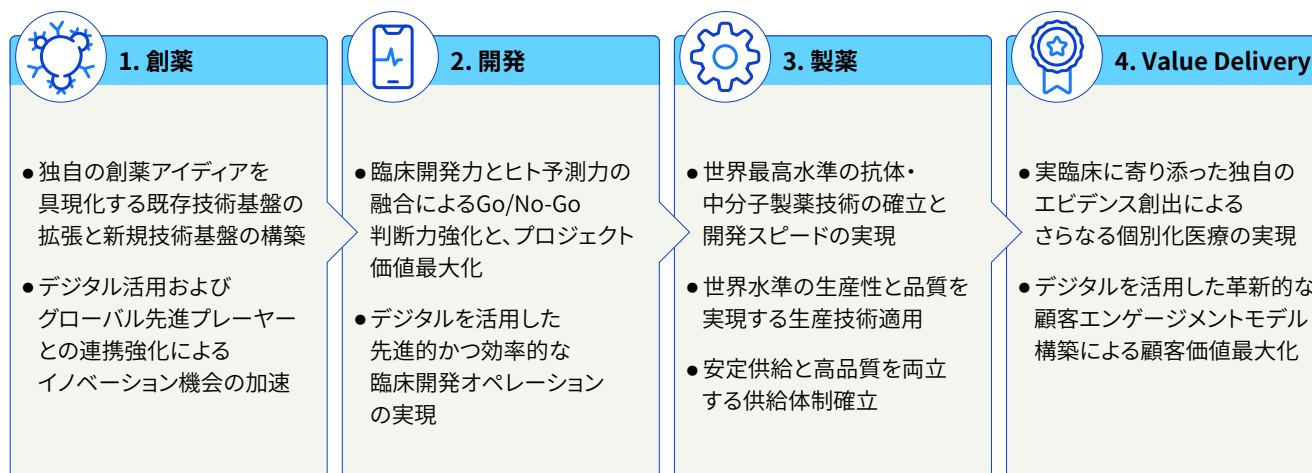 1. 創薬
● 独自の創薬アイディアを
具現化する既存技術基盤の
拡張と新規技術基盤の構築
● デジタル活用および
グローバル先進プレーヤー
との連携強化による
イノベーション機会の加速
2. 開発
● 臨床開発力とヒト予測力の
融合によるGo/No-Go
判断力強化と、プロジェクト
価値最大化
● デジタルを活用した
先進的かつ効率的な
臨床開発オペレーション
の実現
3. 製薬
● 世界最高水準の抗体・
中分子製薬技術の確立と
開発スピードの実現
● 世界水準の生産性と品質を
実現する生産技術適用
● 安定供給と高品質を両立
する供給体制確立
4. Value Delivery
● 実臨床に寄り添った独自の
エビデンス創出による
さらなる個別化医療の実現
● デジタルを活用した革新的な
顧客エンゲージメントモデル
構築による顧客価値最大化